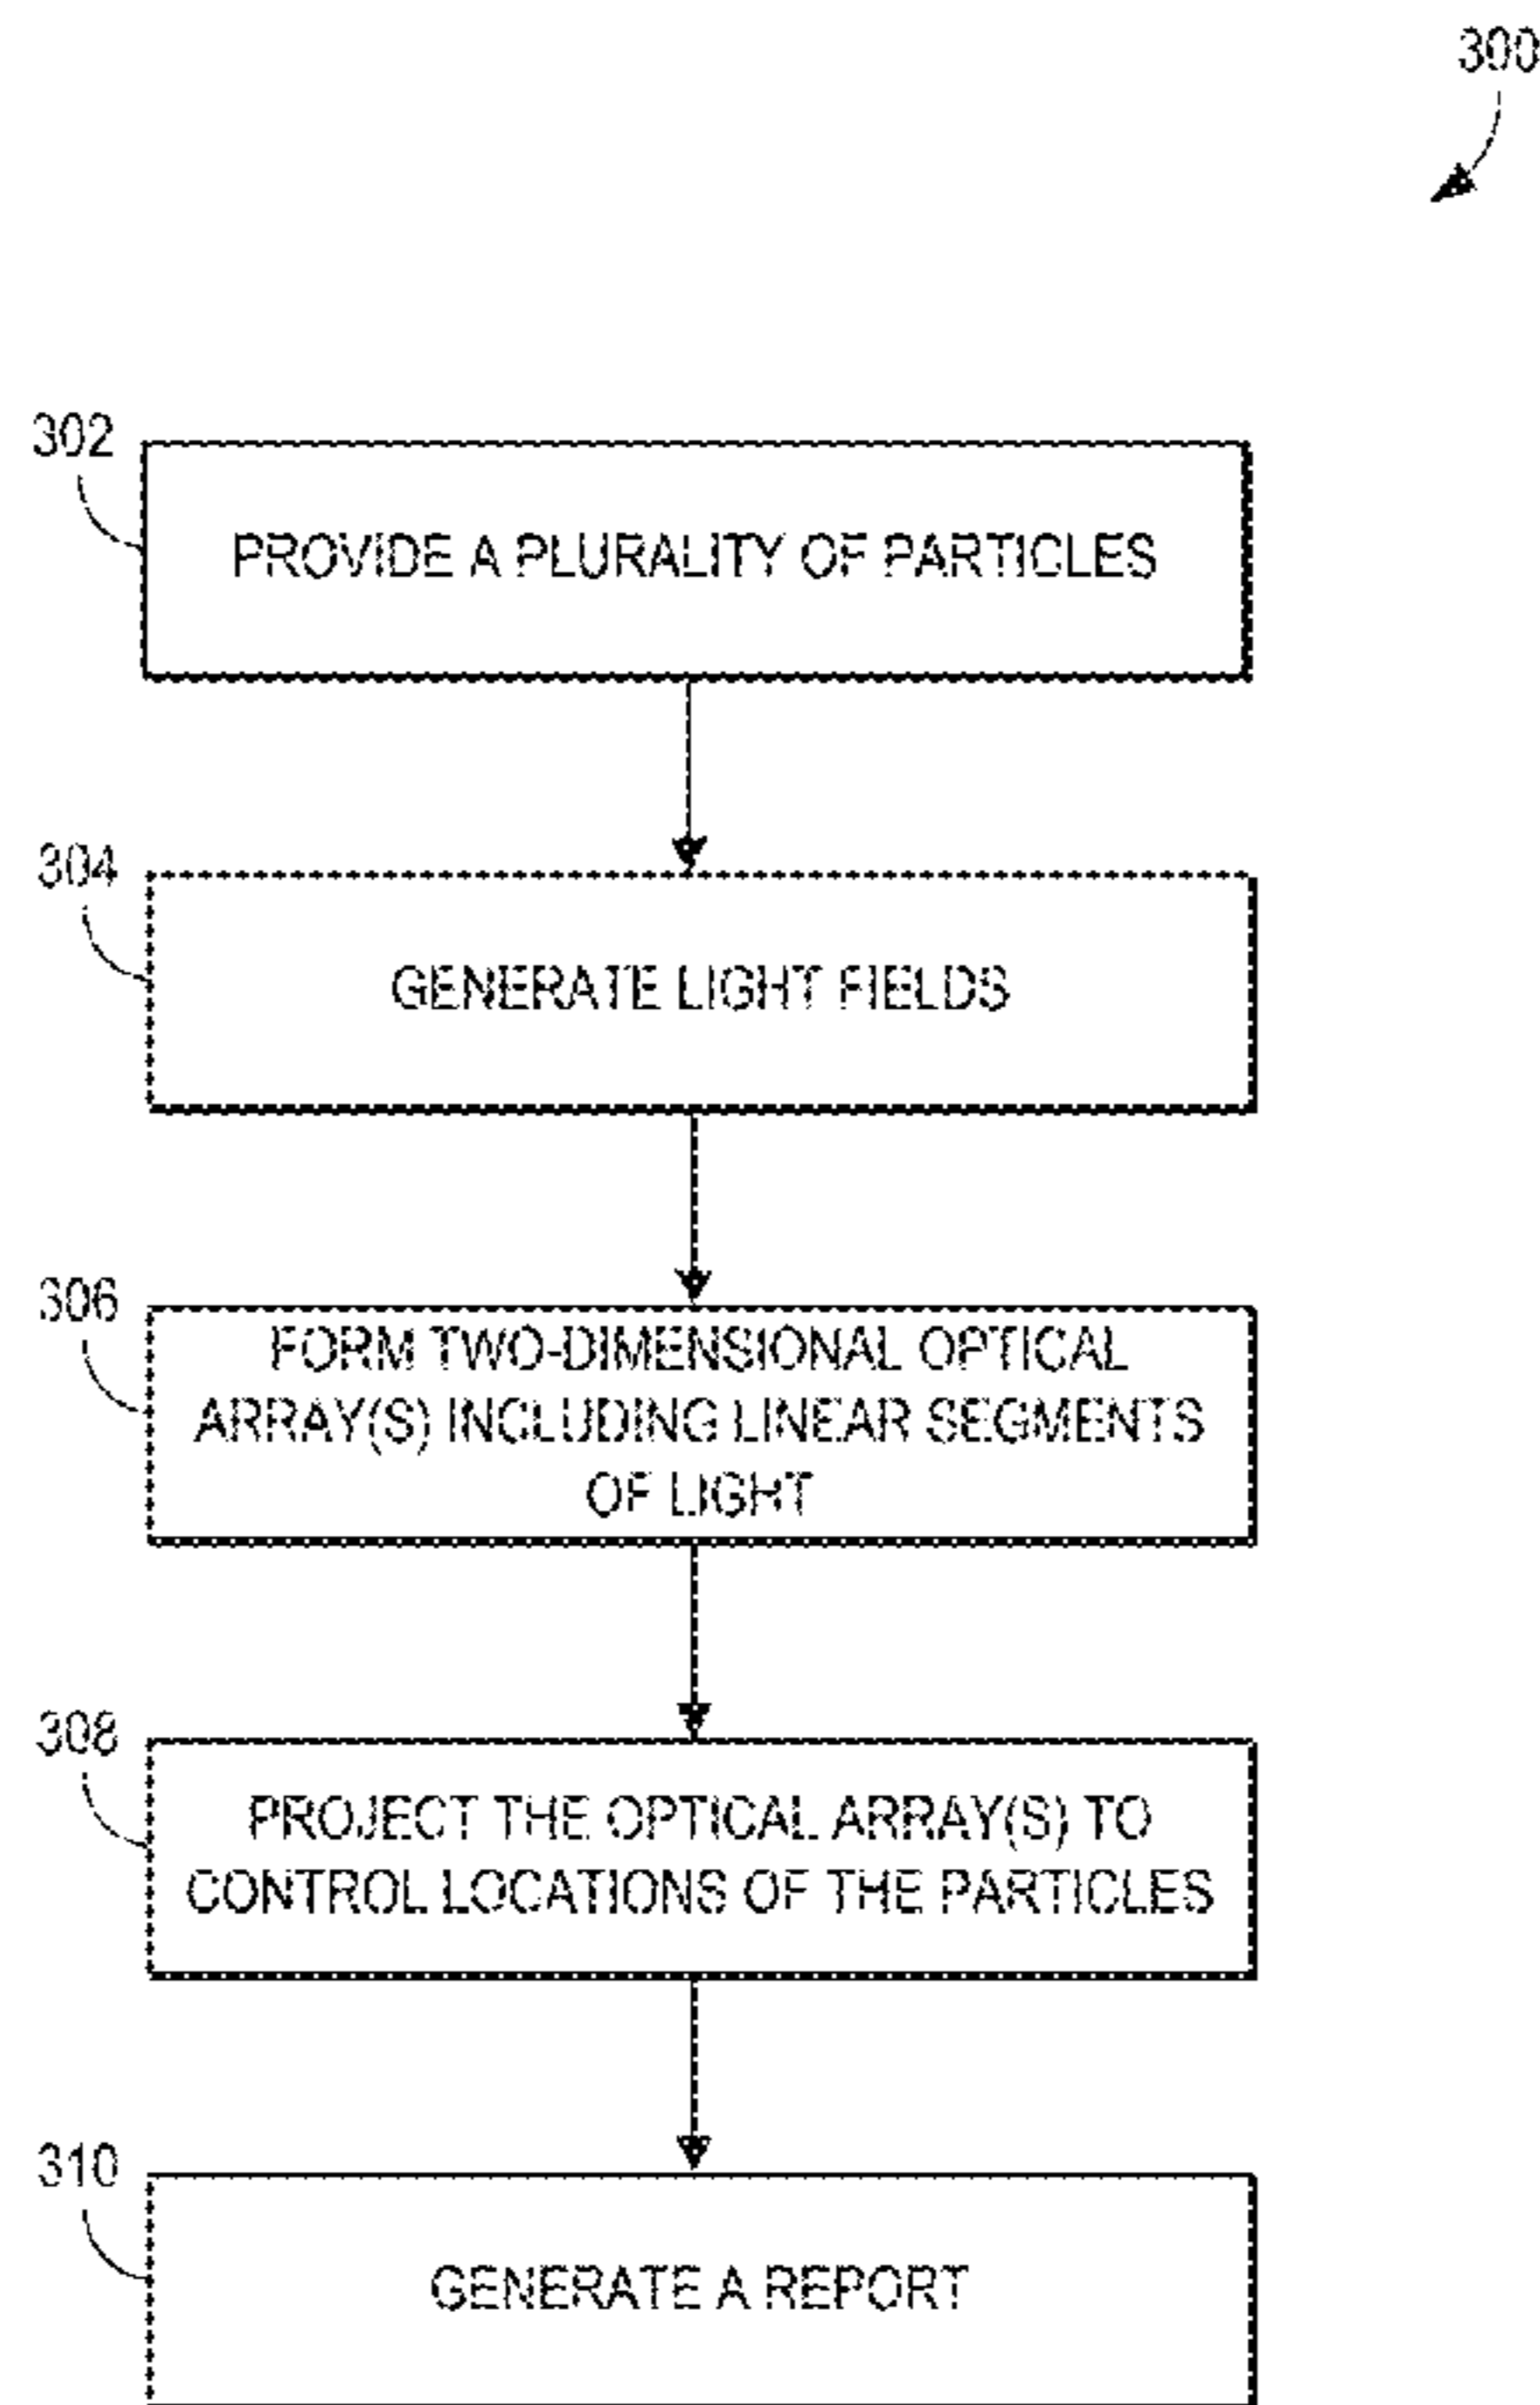 300
302
PROVIDE A PLURALITY OF PARTICLES
304
GENERATE LIGHT FIELDS
306
FORM TWO-DIMENSIONAL OPTICAL
ARRAY(S) INCLUDING LINEAR SEGMENTS
OF LIGHT
308
PROJECT THE OPTICAL ARRAY(S) TO
CONTROL LOCATIONS OF THE PARTICLES
310
GENERATE A REPORT